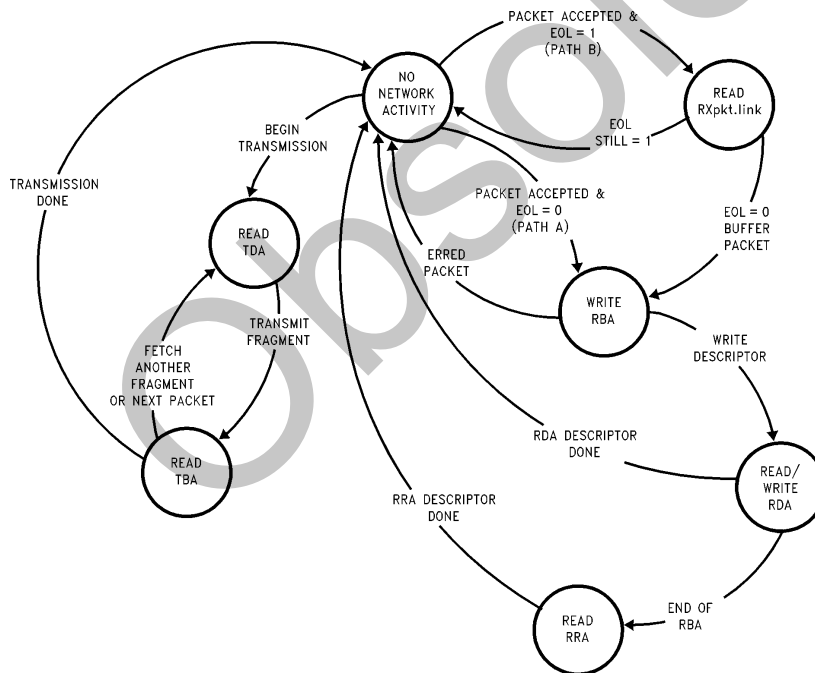 PACKET ACCEPTED &
EOL = 1
(PATH B)
NO
NETWORK
ACTIVITY
READ
RXpkt.link
EOL
STILL = 1
BEGIN
TRANSMISSION
TRANSMISSION
DONE
PACKET ACCEPTED &
EOL = 0
(PATH A)
EOL = 0
BUFFER
PACKET
READ
TDA
ERRED
PACKET
WRITE
RBA
TRANSMIT
FRAGMENT
WRITE
DESCRIPTOR
FETCH
ANOTHER
FRAGMENT
OR NEXT PACKET
RDA DESCRIPTOR
DONE
READ
TBA
READ/
WRITE
RDA
RRA DESCRIPTOR
DONE
END OF
RBA
READ
RRA
Obsol